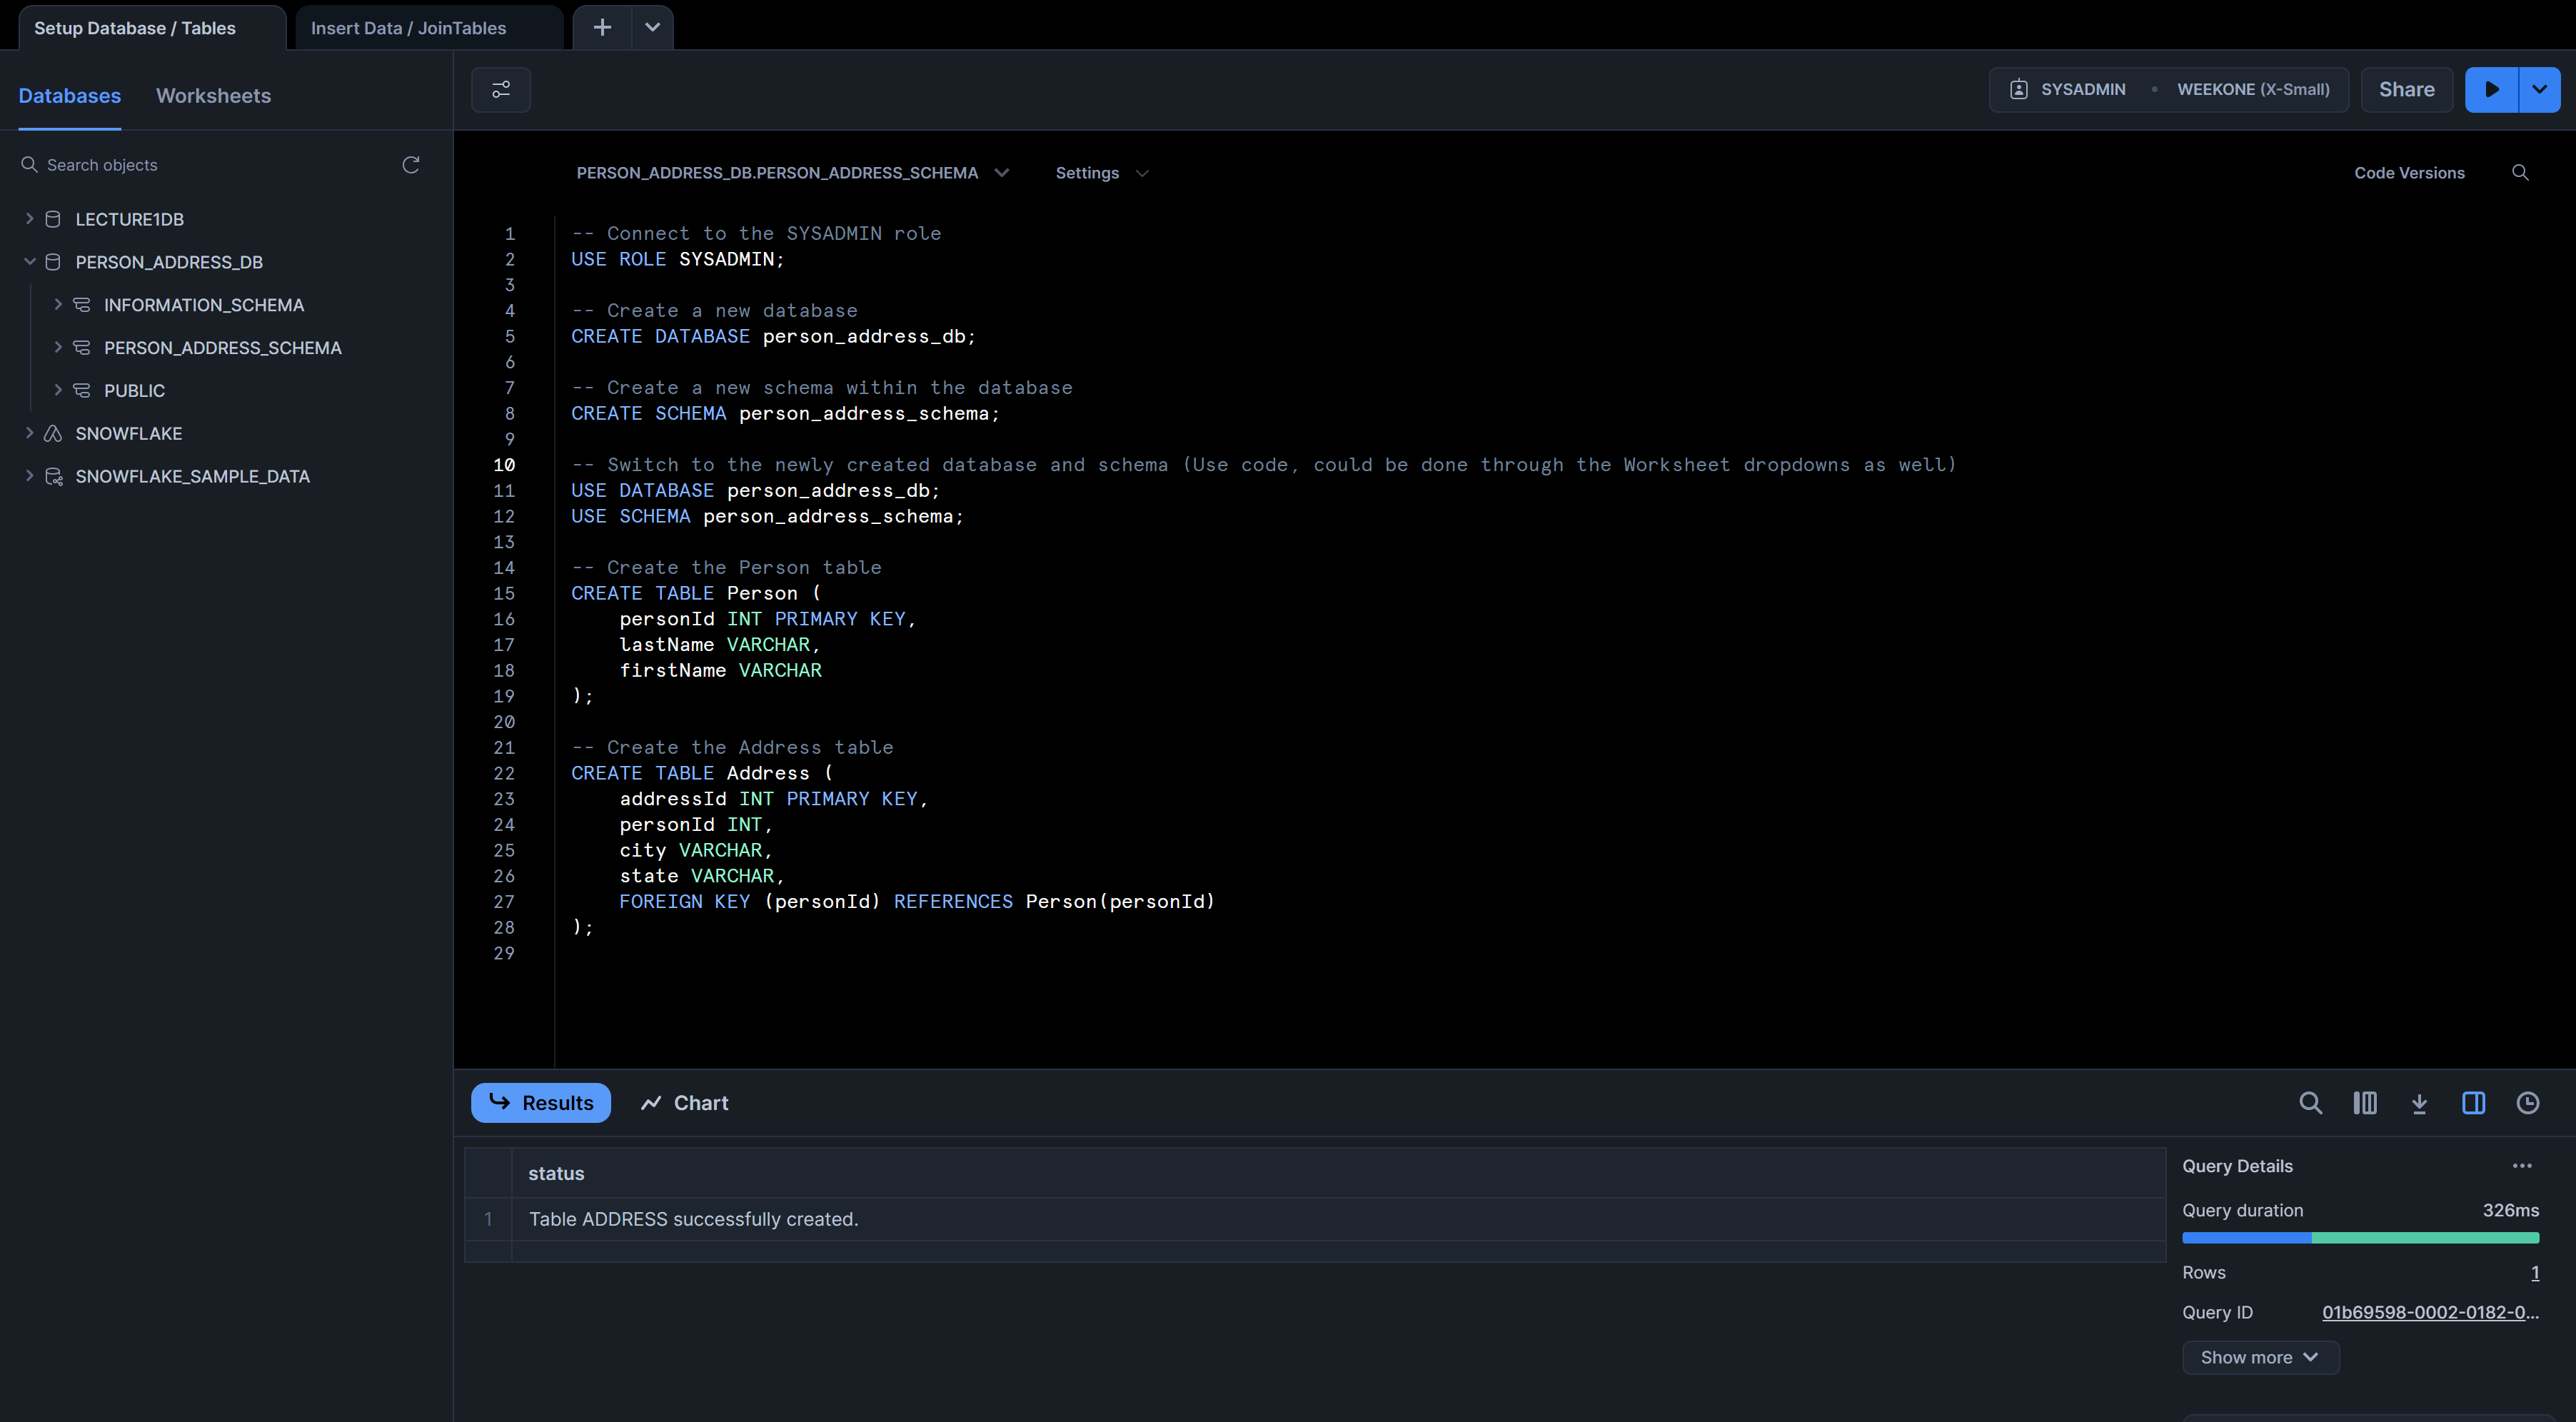 Setup Database / Tables
Insert Data / JoinTables
Databases
Worksheets
SYSADMIN • WEEKONE (X-Small)
Share
Search objects
LECTURE1DB
PERSON_ADDRESS_DB
INFORMATION_SCHEMA
PERSON_ADDRESS_SCHEMA
PUBLIC
SNOWFLAKE
SNOWFLAKE_SAMPLE_DATA
PERSON_ADDRESS_DB.PERSON_ADDRESS_SCHEMA
Settings
Code Versions
1 -- Connect to the SYSADMIN role
2 USE ROLE SYSADMIN;
3
4 -- Create a new database
5 CREATE DATABASE person_address_db;
6
7 -- Create a new schema within the database
8 CREATE SCHEMA person_address_schema;
9
10 -- Switch to the newly created database and schema (Use code, could be done through the Worksheet dropdowns as well)
11 USE DATABASE person_address_db;
12 USE SCHEMA person_address_schema;
13
14 -- Create the Person table
15 CREATE TABLE Person (
16 personId INT PRIMARY KEY,
17 lastName VARCHAR,
18 firstName VARCHAR
19 );
20
21 -- Create the Address table
22 CREATE TABLE Address (
23 addressId INT PRIMARY KEY,
24 personId INT,
25 city VARCHAR,
26 state VARCHAR,
27 FOREIGN KEY (personId) REFERENCES Person(personId)
28 );
29
Results
Chart
status
1 Table ADDRESS successfully created.
Query Details
Query duration 326ms
Rows 1
Query ID 01b69598-0002-0182-0...
Show more